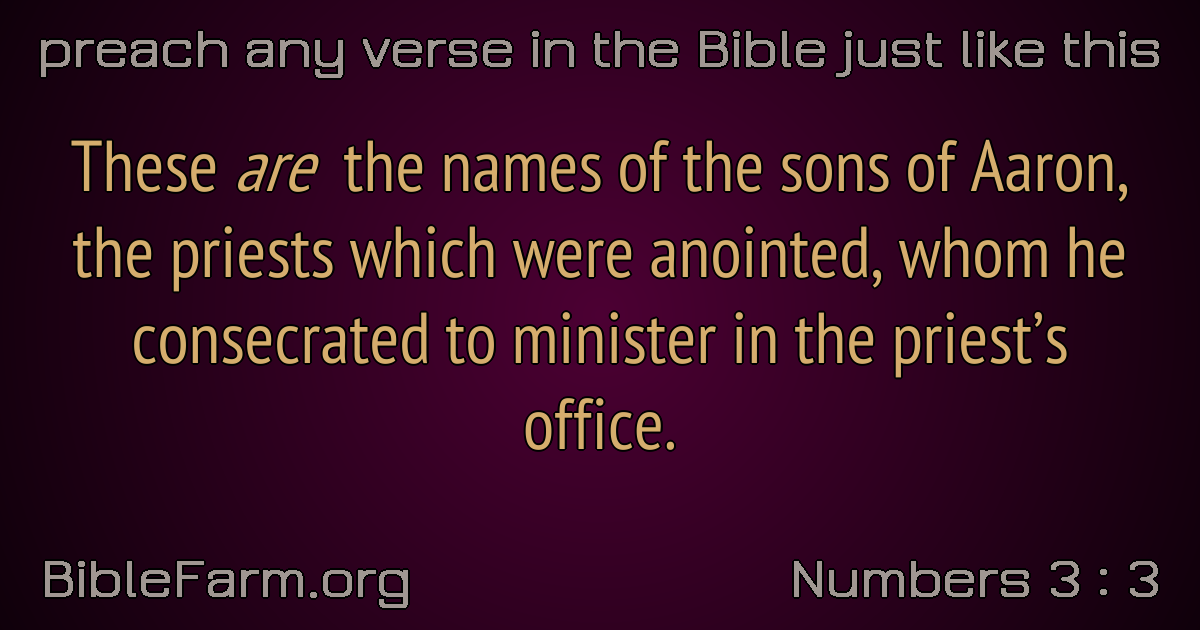 preach any verse in the Bible just like this
These are the names of the sons of Aaron,
the priests which were anointed, whom he
consecrated to minister in the priest’s
office.
BibleFarm.org
Numbers 3 : 3